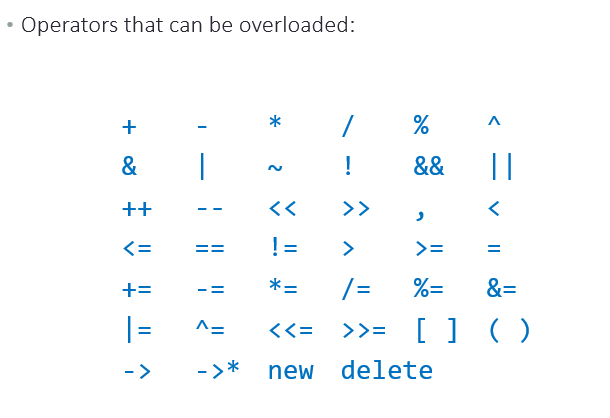 • Operators that can be overloaded:
+ - * / % ^
& | ~ ! && ||
++ -- << >> , <
<= == != > >= =
+= -= *= /= %= &=
|= ^= <<= >>= [ ] ( )
-> ->* new delete